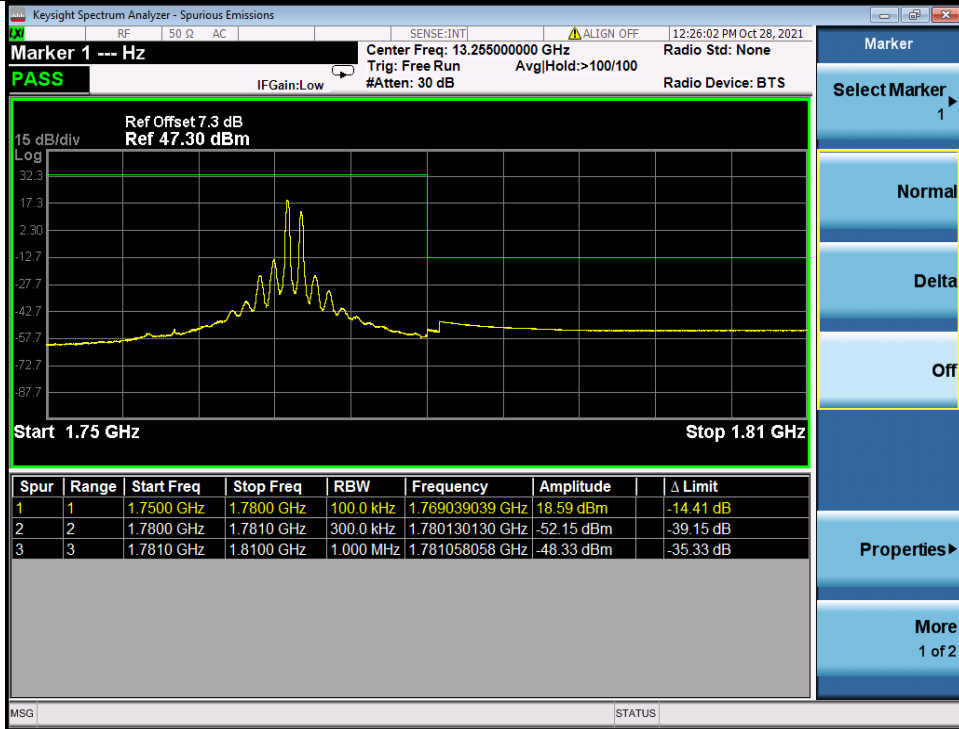 Keysight Spectrum Analyzer - Spurious Emissions
LXI RF 50 Ω AC SENSE:INT ALIGN OFF 12:26:02 PM Oct 28, 2021
Marker 1 --- Hz
Center Freq: 13.255000000 GHz
Radio Std: None
Trig: Free Run Avg|Hold:>100/100
PASS
IFGain:Low
#Atten: 30 dB
Radio Device: BTS
Ref Offset 7.3 dB
15 dB/div Ref 47.30 dBm
Log
32.3
17.3
2.30
-12.7
-27.7
-42.7
-57.7
-72.7
-87.7
Start 1.75 GHz Stop 1.81 GHz
Spur Range Start Freq Stop Freq RBW Frequency Amplitude Δ Limit
1 1 1.7500 GHz 1.7800 GHz 100.0 kHz 1.769039039 GHz 18.59 dBm -14.41 dB
2 2 1.7800 GHz 1.7810 GHz 300.0 kHz 1.780130130 GHz -52.15 dBm -39.15 dB
3 3 1.7810 GHz 1.8100 GHz 1.000 MHz 1.781058058 GHz -48.33 dBm -35.33 dB
MSG STATUS
Marker
Select Marker
1
Normal
Delta
Off
Properties
More
1 of 2